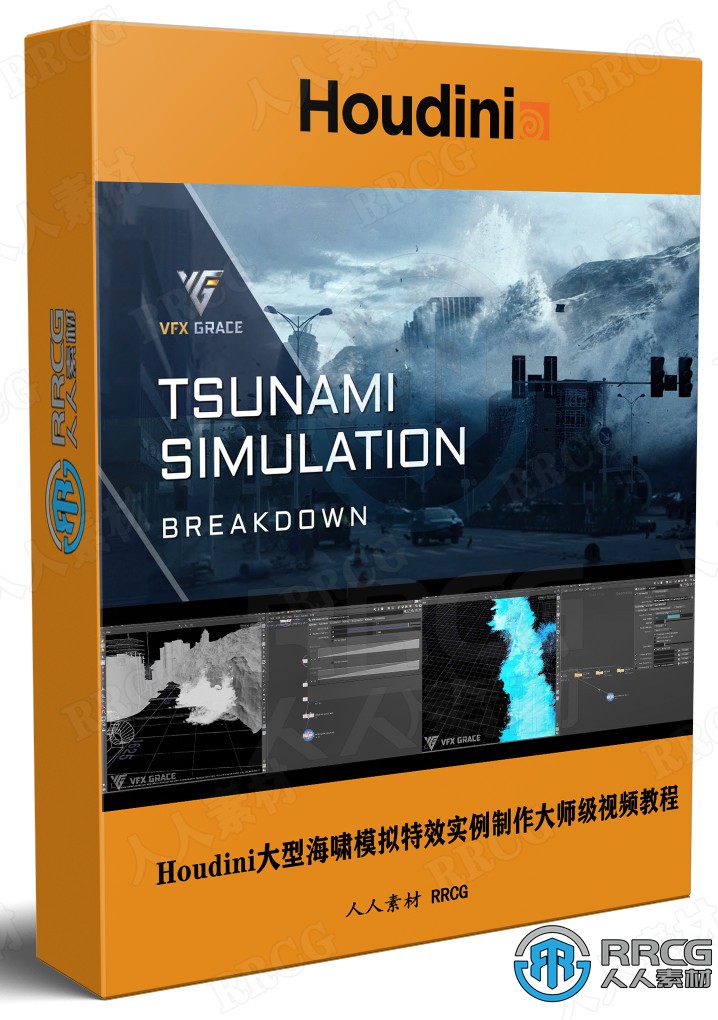 Houdini
VFX GRACE
TSUNAMI
SIMULATION
BREAKDOWN
VFX GRACE
VFX GRACE
Houdini大型海啸模拟特效实例制作大师级视频教程
人人素材 RRCG
RRCG
人人素材
RRCG
人人素材